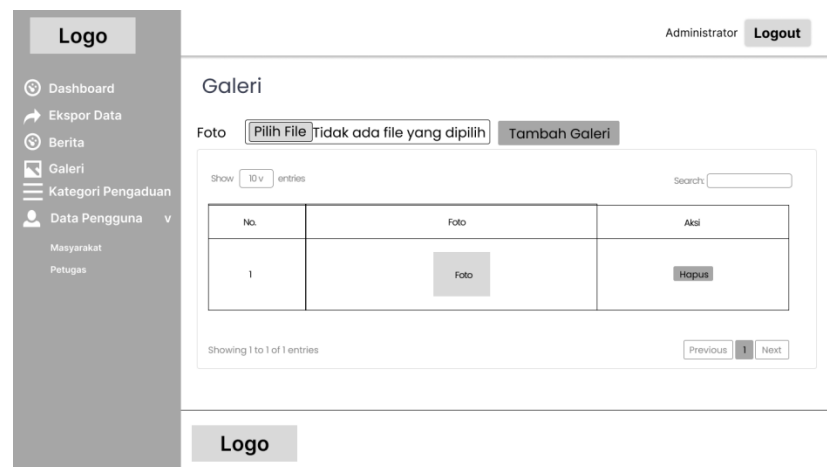 Logo
Administrator Logout
Dashboard
Ekspor Data
Berita
Galeri
Kategori Pengaduan
Data Pengguna v
Masyarakat
Petugas
Galeri
Foto Pilih File Tidak ada file yang dipilih Tambah Galeri
Show 10 v entries Search:
No. Foto Aksi
1 Foto Hapus
Showing 1 to 1 of 1 entries Previous 1 Next
Logo